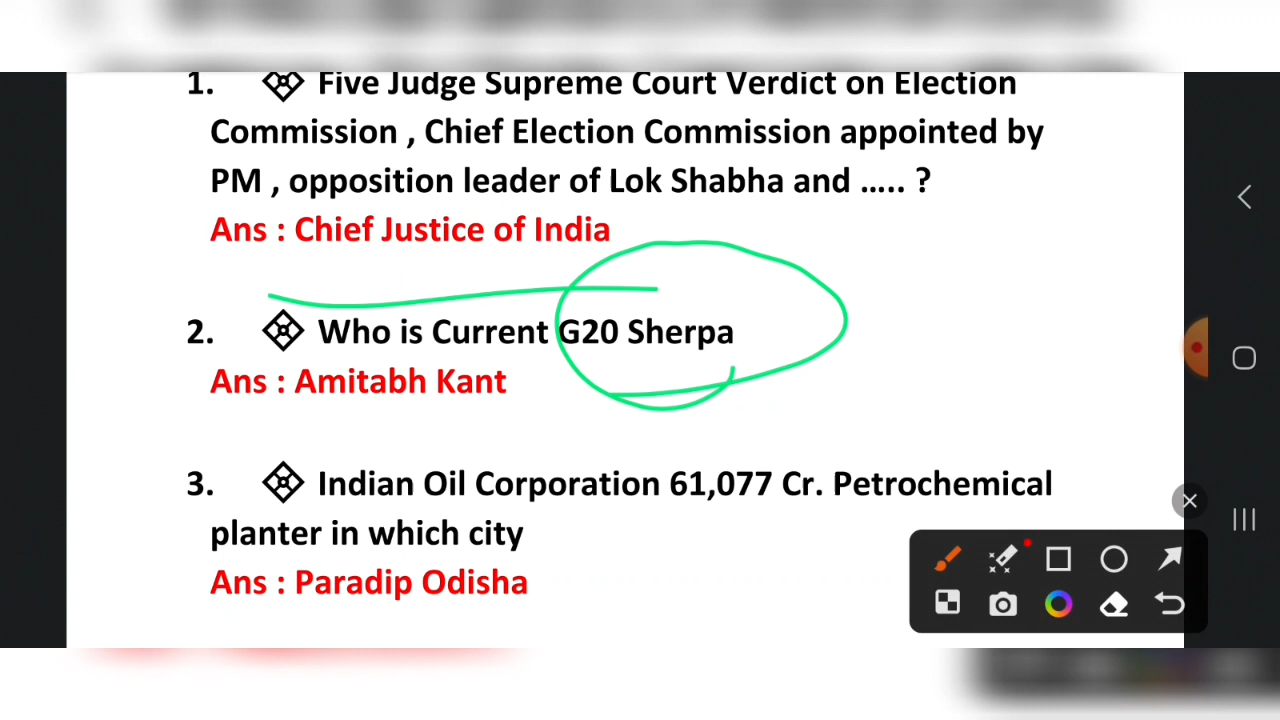 1. Five Judge Supreme Court Verdict on Election
Commission , Chief Election Commission appointed by
PM , opposition leader of Lok Shabha and ..... ?
Ans : Chief Justice of India
2. Who is Current G20 Sherpa
Ans : Amitabh Kant
3. Indian Oil Corporation 61,077 Cr. Petrochemical
planter in which city
Ans : Paradip Odisha